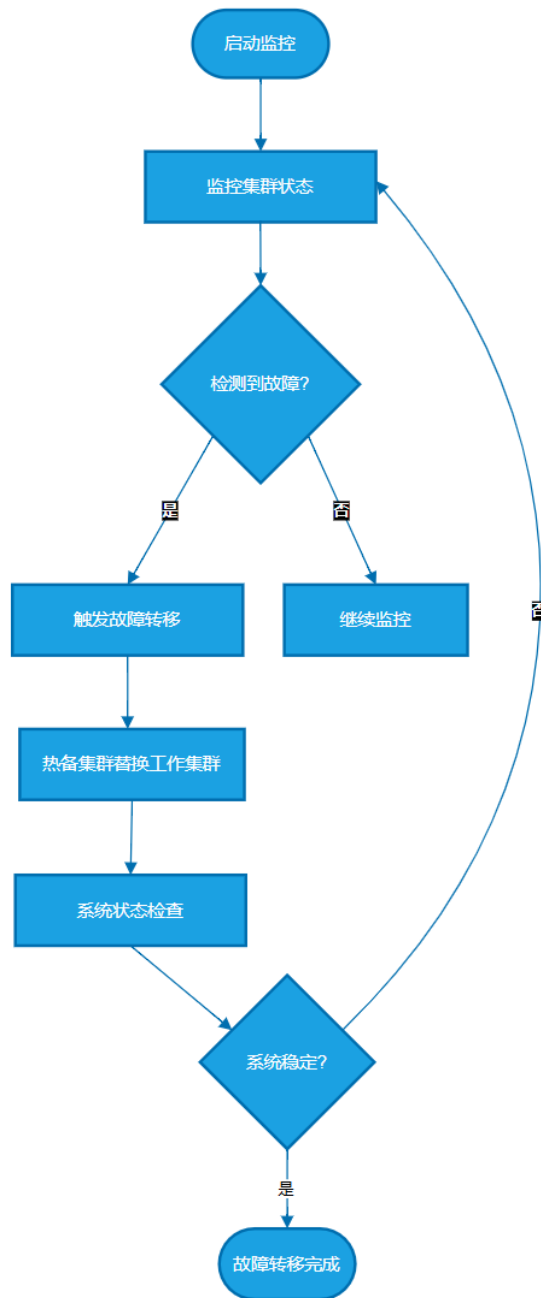 启动监控
监控集群状态
检测到故障?
是
否
触发故障转移
继续监控
否
热备集群替换工作集群
系统状态检查
系统稳定?
是
故障转移完成